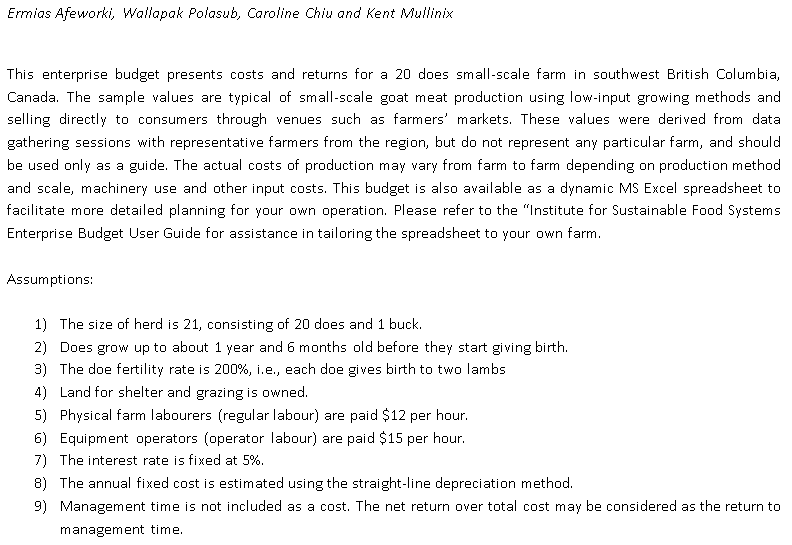 Ermias Afeworki, Wallapak Polasub, Caroline Chiu and Kent Mullinix
This enterprise budget presents costs and returns for a 20 does small-scale farm in southwest British Columbia,
Canada. The sample values are typical of small-scale goat meat production using low-input growing methods and
selling directly to consumers through venues such as farmers’ markets. These values were derived from data
gathering sessions with representative farmers from the region, but do not represent any particular farm, and should
be used only as a guide. The actual costs of production may vary from farm to farm depending on production method
and scale, machinery use and other input costs. This budget is also available as a dynamic MS Excel spreadsheet to
facilitate more detailed planning for your own operation. Please refer to the “Institute for Sustainable Food Systems
Enterprise Budget User Guide for assistance in tailoring the spreadsheet to your own farm.
Assumptions:
1) The size of herd is 21, consisting of 20 does and 1 buck.
2) Does grow up to about 1 year and 6 months old before they start giving birth.
3) The doe fertility rate is 200%, i.e., each doe gives birth to two lambs
4) Land for shelter and grazing is owned.
5) Physical farm labourers (regular labour) are paid $12 per hour.
6) Equipment operators (operator labour) are paid $15 per hour.
7) The interest rate is fixed at 5%.
8) The annual fixed cost is estimated using the straight-line depreciation method.
9) Management time is not included as a cost. The net return over total cost may be considered as the return to
management time.